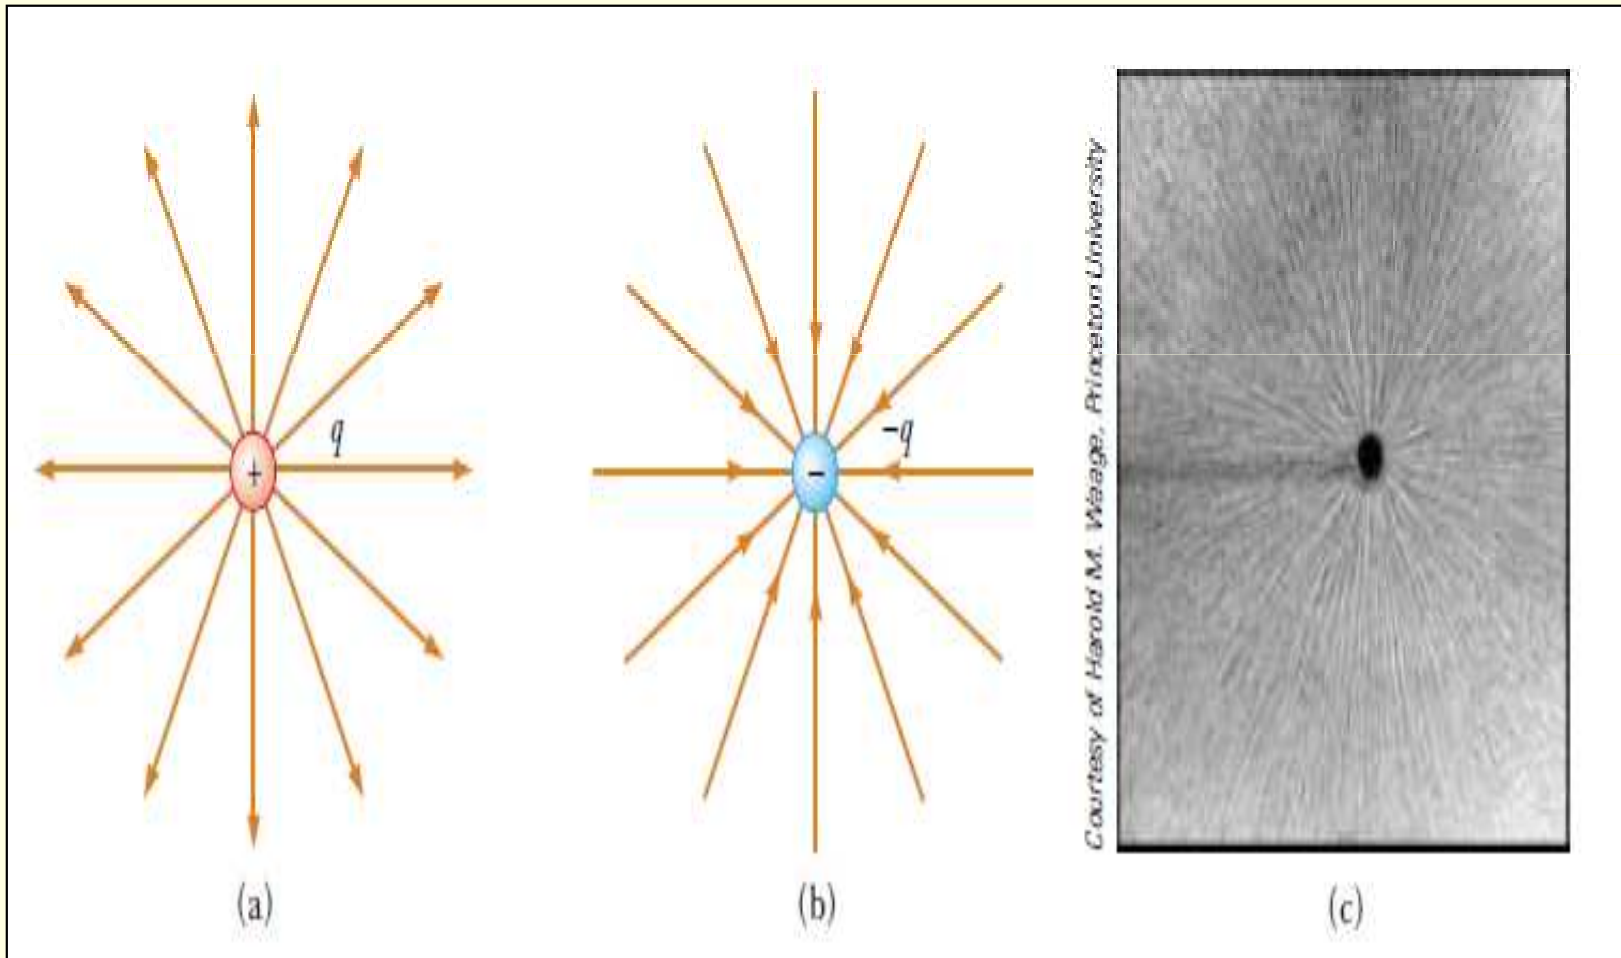 q
+
−q
−
Courtesy of Harold M. Waage, Princeton University
(a)
(b)
(c)